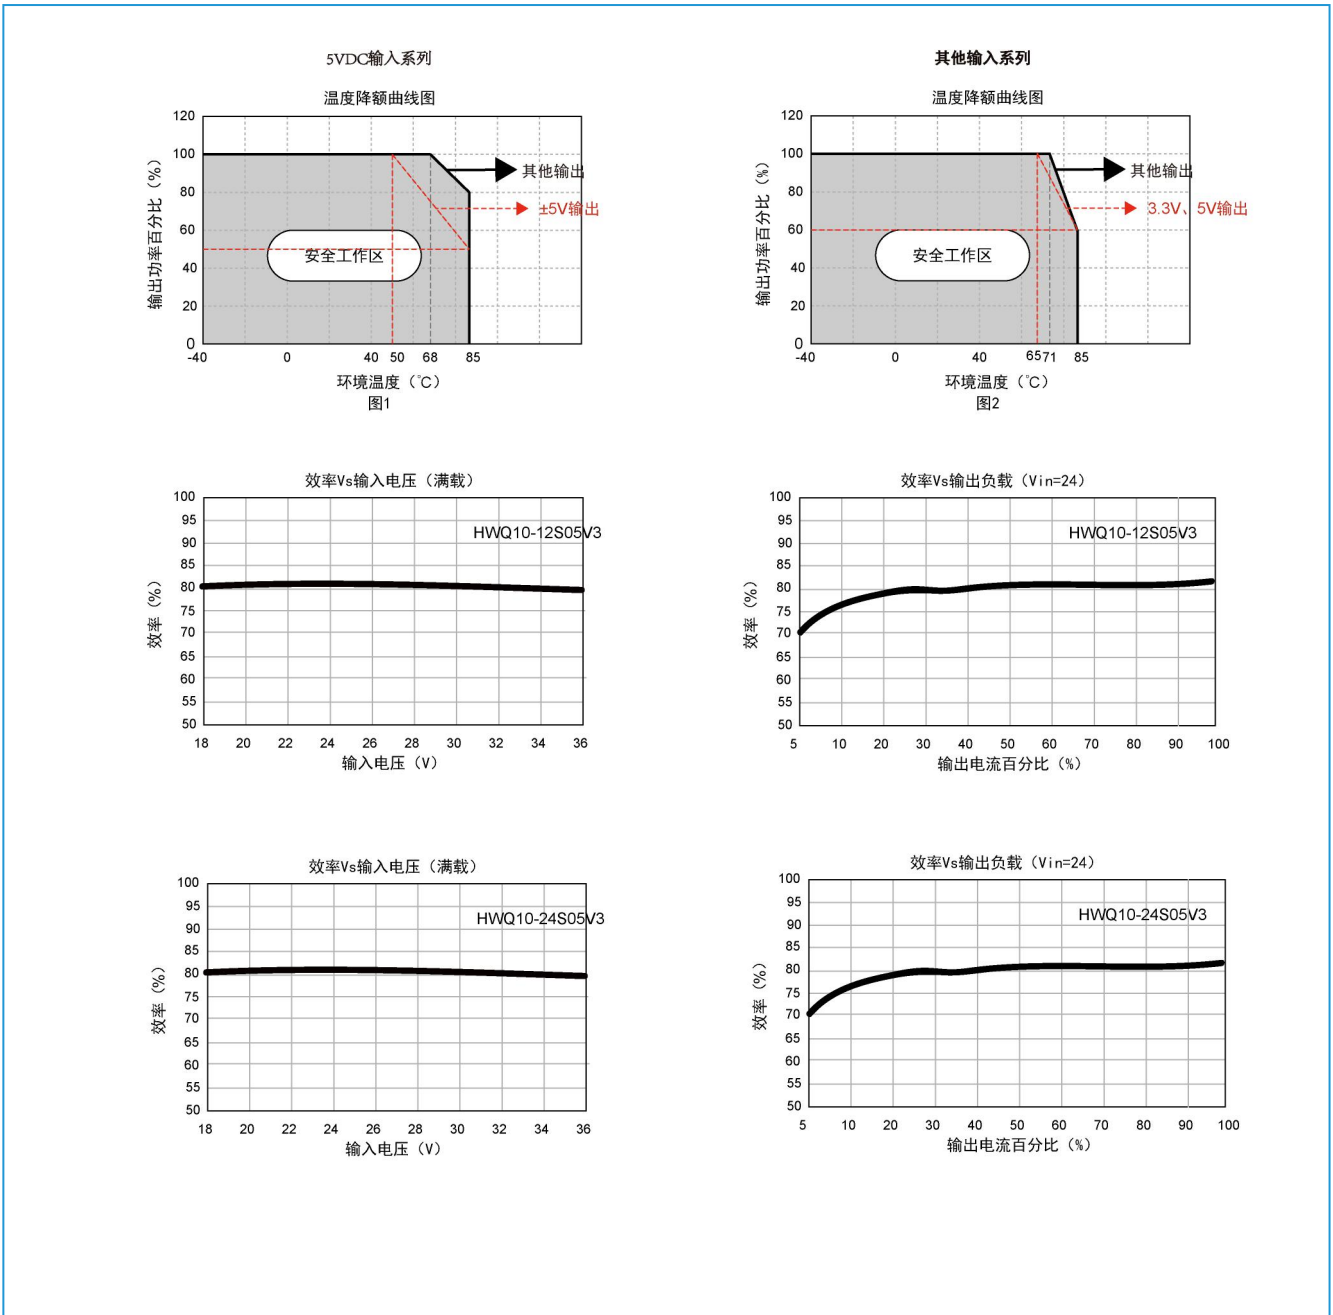 5VDC输入系列
温度降额曲线图
输出功率百分比（%）
120
100
80
60
40
20
0
其他输出
±5V输出
安全工作区
-40 0 40 50 68 85
环境温度（℃）
图1
其他输入系列
温度降额曲线图
输出功率百分比（%）
120
100
80
60
40
20
0
其他输出
3.3V、5V输出
安全工作区
-40 0 40 65 71 85
环境温度（℃）
图2
效率Vs输入电压（满载）
HWQ10-12S05V3
效率（%）
100
95
90
85
80
75
70
65
60
55
50
18 20 22 24 26 28 30 32 34 36
输入电压（V）
效率Vs输出负载（Vin=24）
HWQ10-12S05V3
效率（%）
100
95
90
85
80
75
70
65
60
55
50
5 10 20 30 40 50 60 70 80 90 100
输出电流百分比（%）
效率Vs输入电压（满载）
HWQ10-24S05V3
效率（%）
100
95
90
85
80
75
70
65
60
55
50
18 20 22 24 26 28 30 32 34 36
输入电压（V）
效率Vs输出负载（Vin=24）
HWQ10-24S05V3
效率（%）
100
95
90
85
80
75
70
65
60
55
50
5 10 20 30 40 50 60 70 80 90 100
输出电流百分比（%）